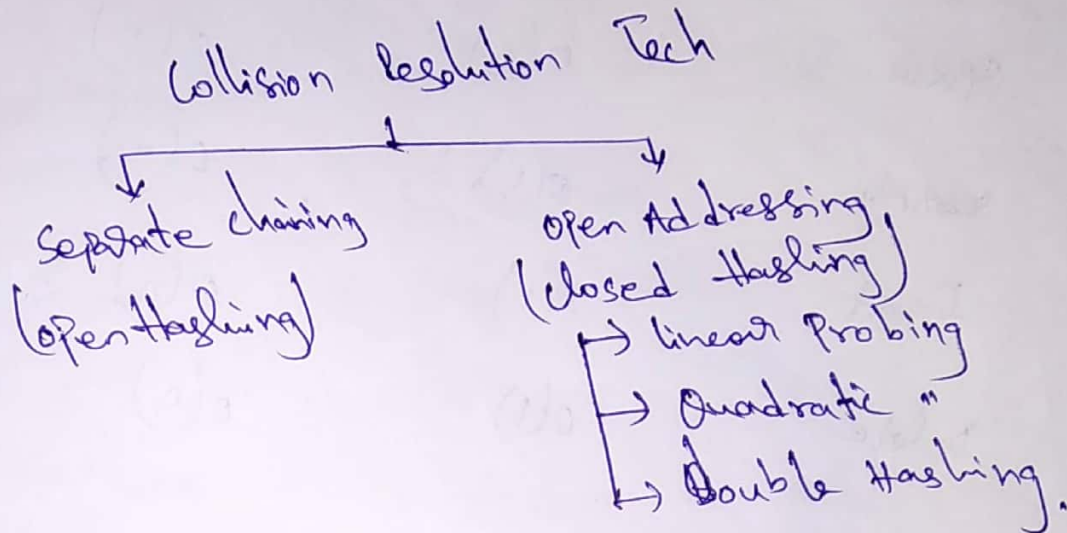 Collision Resolution Tech
Separate Chaining
(open Hashing)
open Addressing
(closed Hashing)
→ linear Probing
→ Quadratic "
→ Double Hashing.